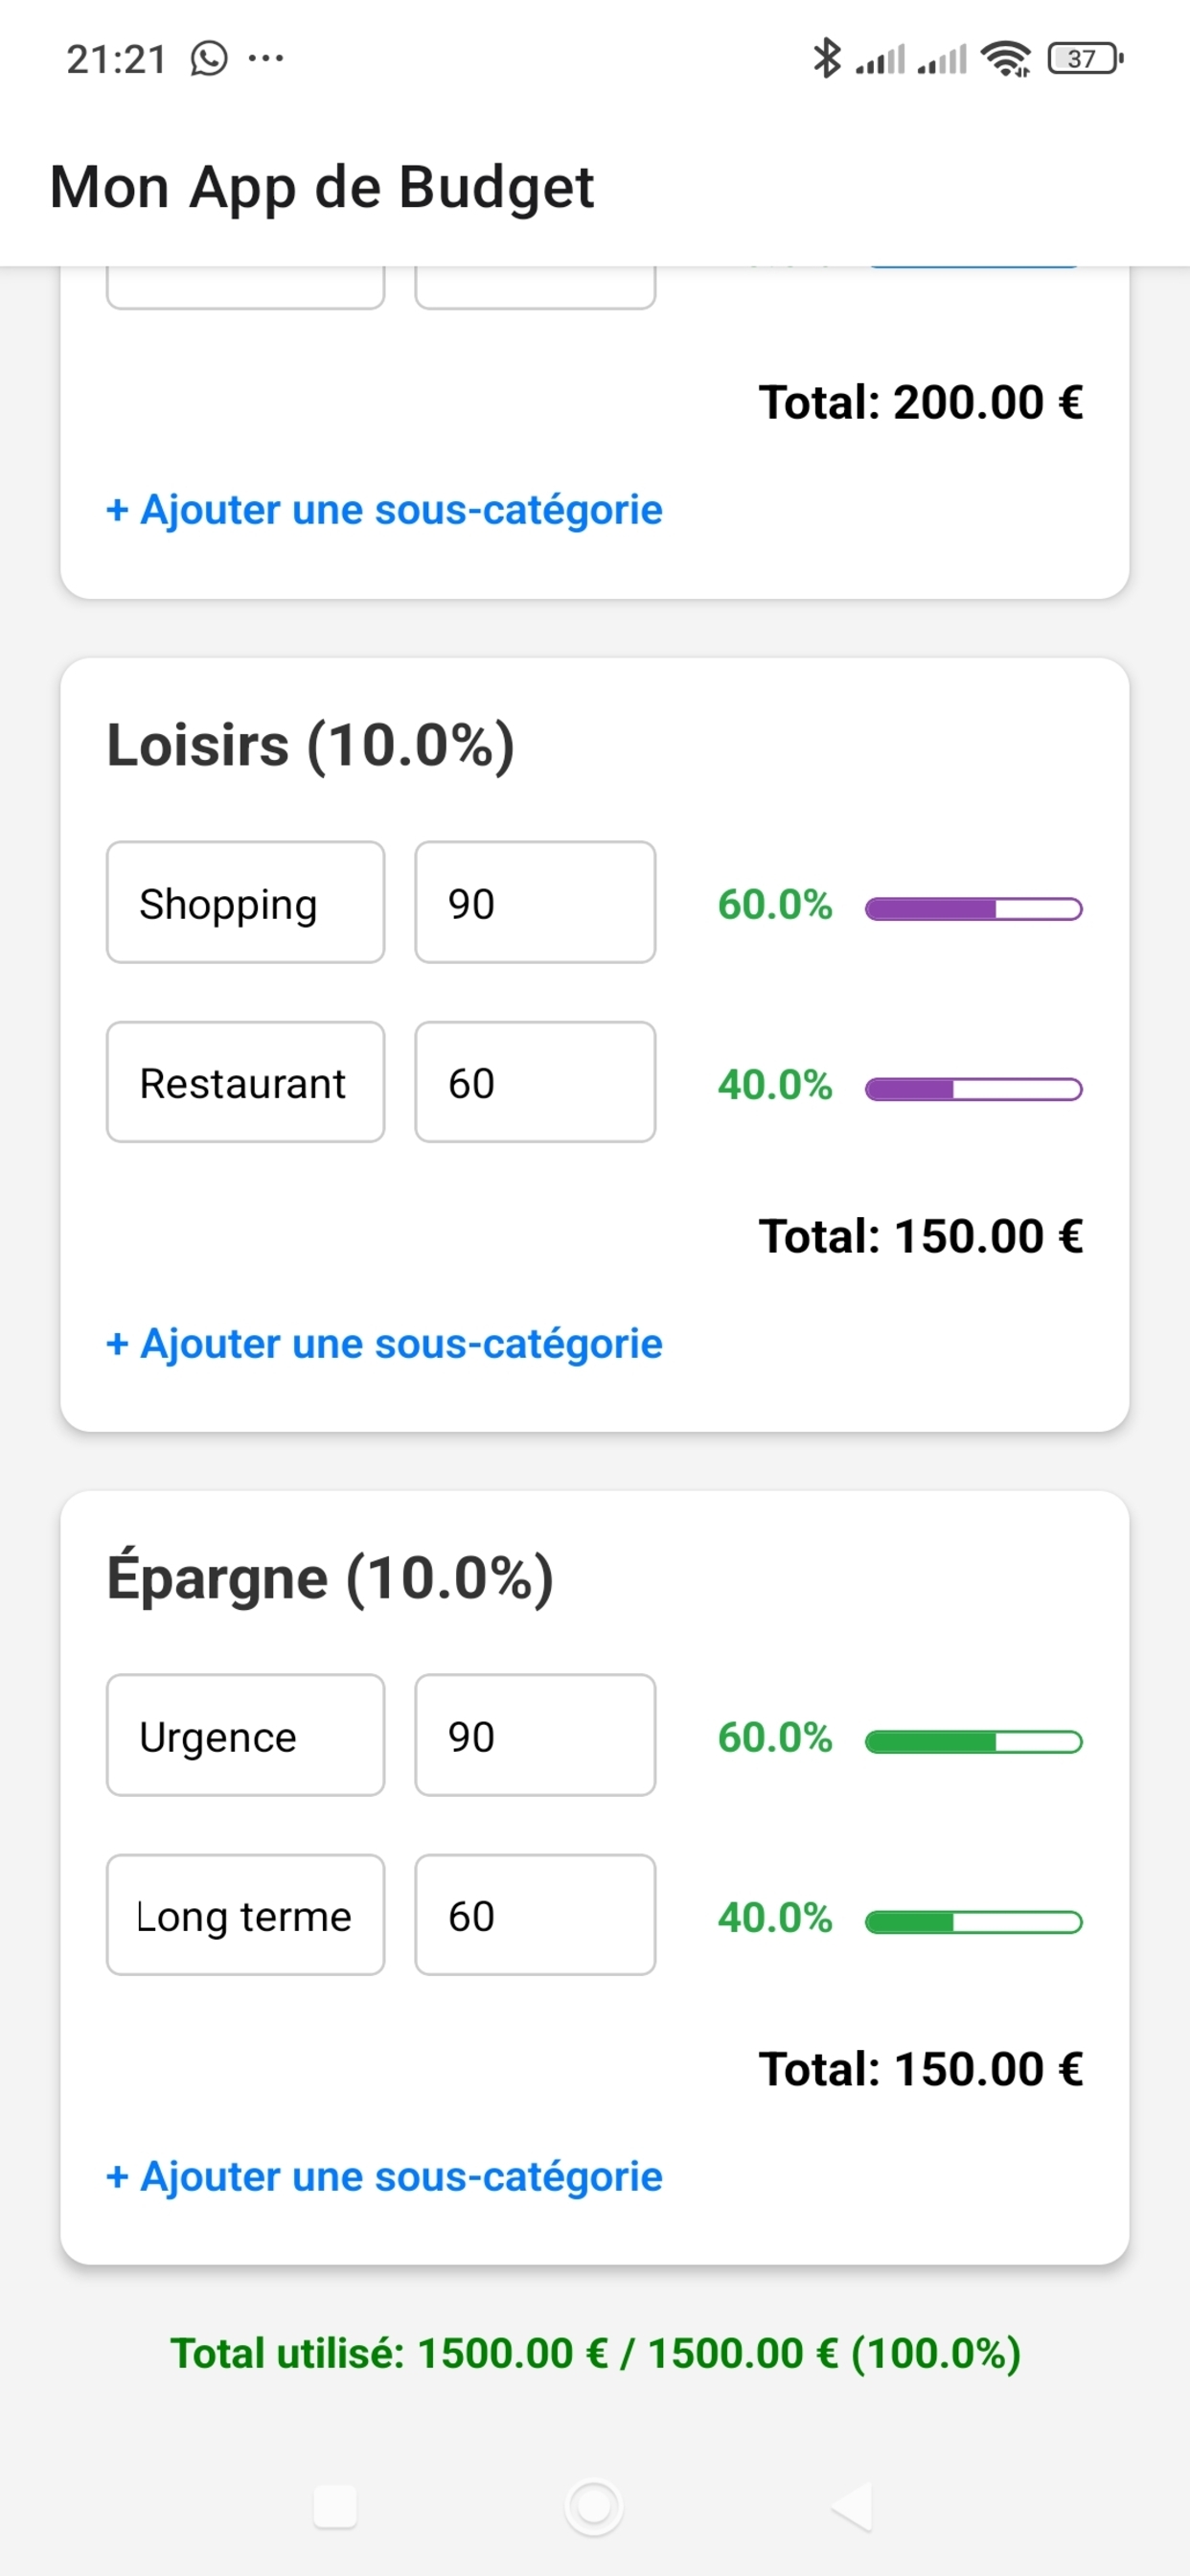 21:21 ... 37
Mon App de Budget
Total: 200.00 €
+ Ajouter une sous-catégorie
Loisirs (10.0%)
Shopping 90 60.0%
Restaurant 60 40.0%
Total: 150.00 €
+ Ajouter une sous-catégorie
Épargne (10.0%)
Urgence 90 60.0%
Long terme 60 40.0%
Total: 150.00 €
+ Ajouter une sous-catégorie
Total utilisé: 1500.00 € / 1500.00 € (100.0%)